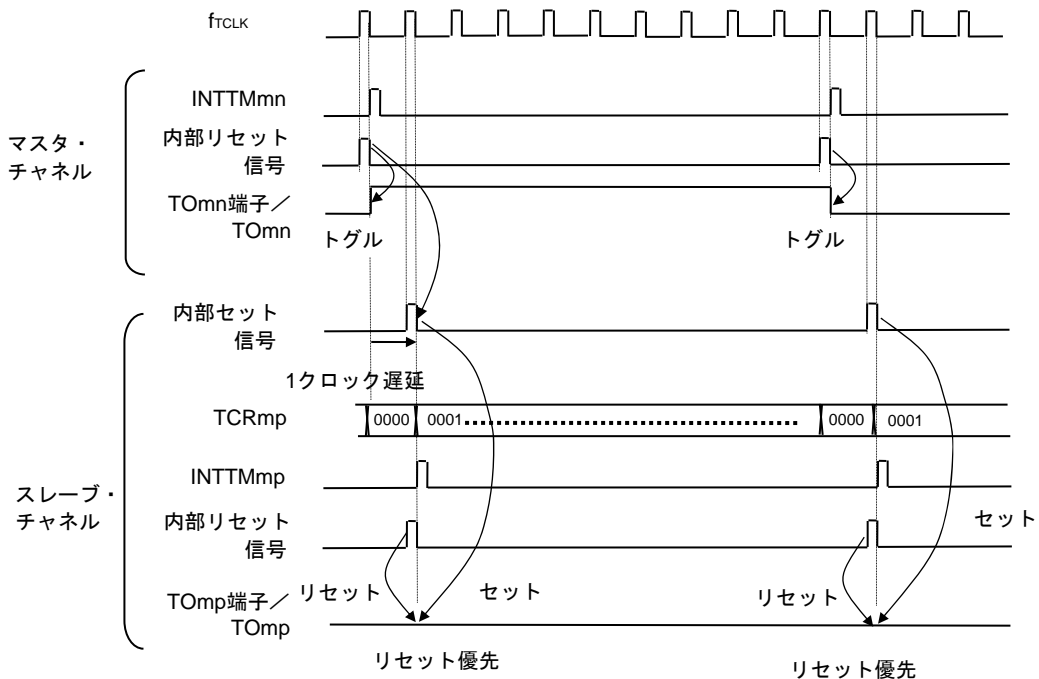 fTCLK
マスタ・
チャネル
INTTMmn
内部リセット
信号
TOmn端子／
TOmn
トグル
トグル
スレーブ・
チャネル
内部セット
信号
1クロック遅延
TCRmp
0000
0001
0000
0001
INTTMmp
内部リセット
信号
セット
TOmp端子／
TOmp
リセット
セット
リセット
リセット優先
リセット優先